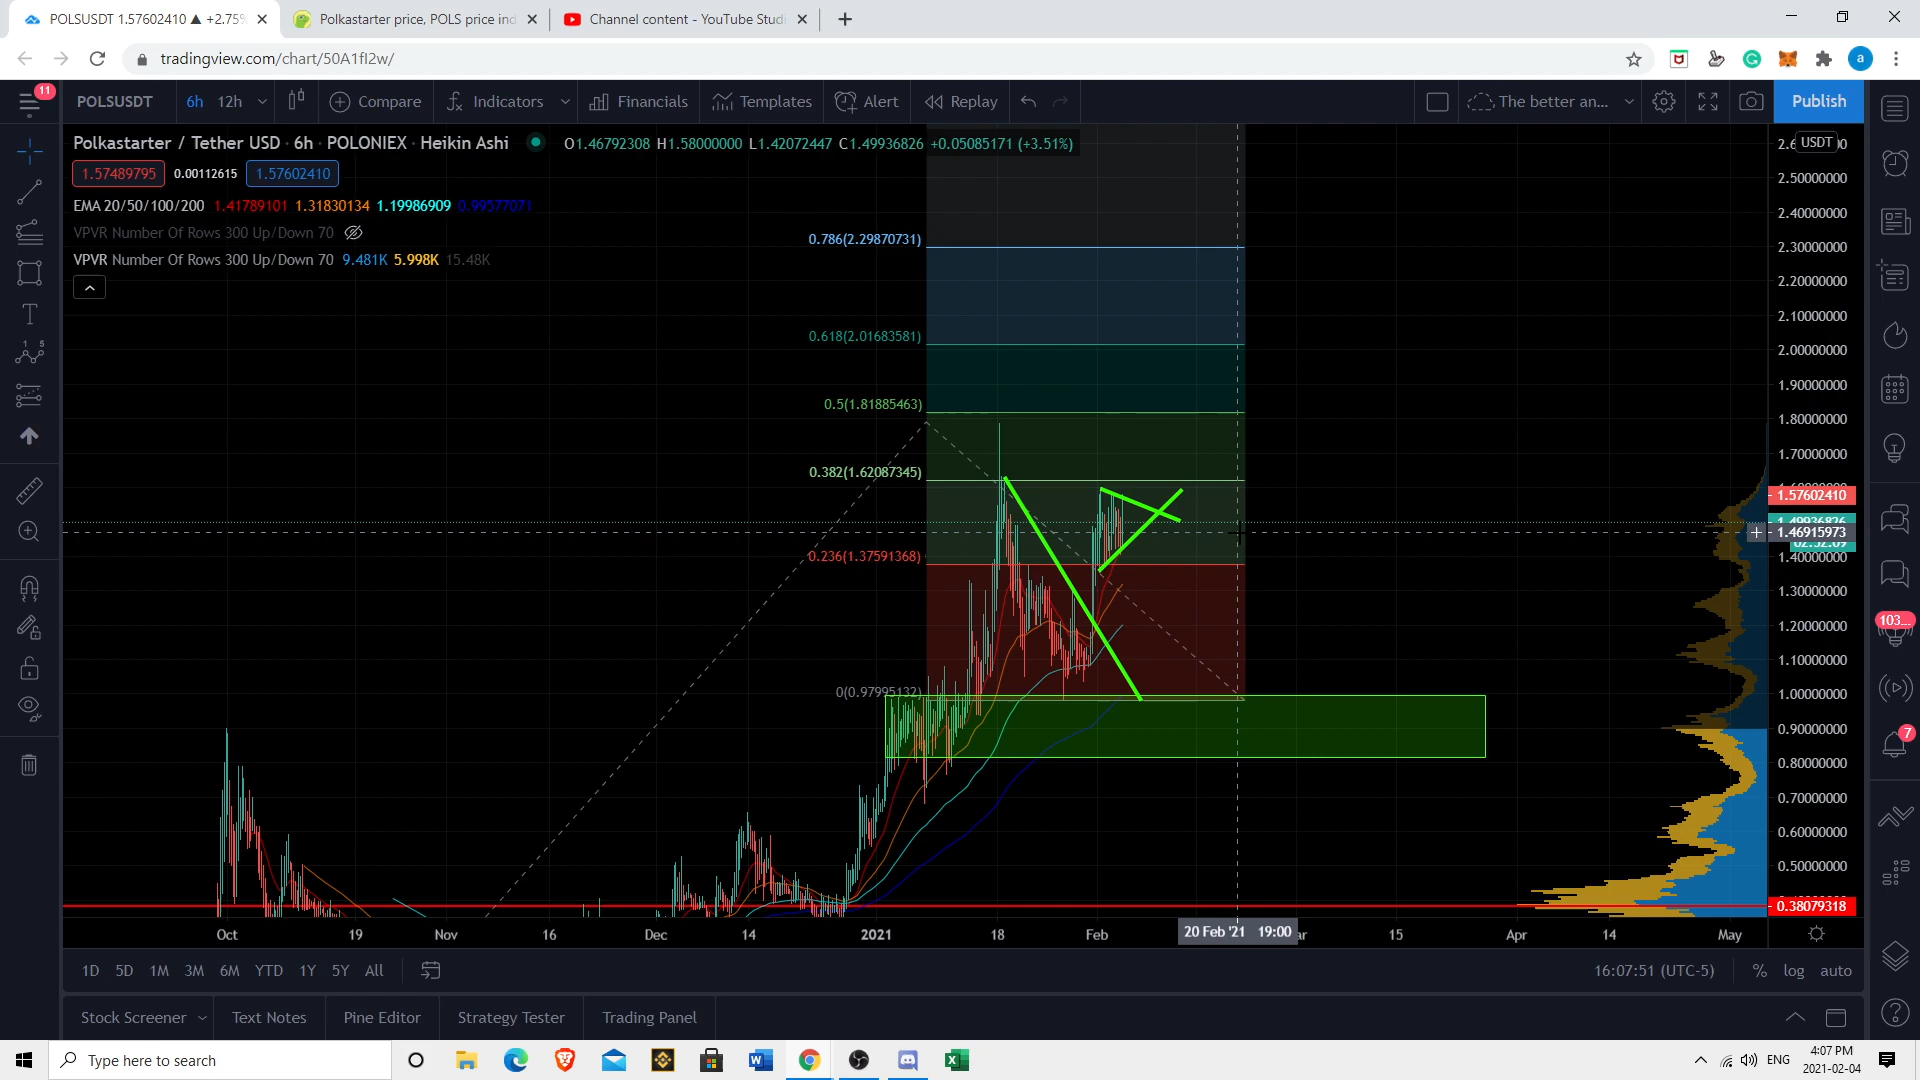 POLSUSDT 1.57602410 ▲ +2.75%
Polkastarter price, POLS price ind
Channel content - YouTube Studi
tradingview.com/chart/50A1fI2w/
a
11
POLSUSDT
6h
12h
Compare
Indicators
Financials
Templates
Alert
Replay
The better an...
Publish
Polkastarter / Tether USD · 6h · POLONIEX · Heikin Ashi
O1.46792308 H1.58000000 L1.42072447 C1.49936826 +0.05085171 (+3.51%)
1.57489795
0.00112615
1.57602410
EMA 20/50/100/200 1.41789101 1.31830134 1.19986909 0.99577071
VPVR Number Of Rows 300 Up/Down 70
VPVR Number Of Rows 300 Up/Down 70 9.481K 5.998K 15.48K
0.786(2.29870731)
0.618(2.01683581)
0.5(1.81885463)
0.382(1.62087345)
0.236(1.37591368)
0(0.97995132)
USDT
2.50000000
2.40000000
2.30000000
2.20000000
2.10000000
2.00000000
1.90000000
1.80000000
1.70000000
1.57602410
1.46915973
1.40000000
1.30000000
1.20000000
1.10000000
1.00000000
0.90000000
0.80000000
0.70000000
0.60000000
0.50000000
0.38079318
103...
7
Oct
19
Nov
16
Dec
14
2021
18
Feb
20 Feb '21 19:00
15
Apr
14
May
1D
5D
1M
3M
6M
YTD
1Y
5Y
All
16:07:51 (UTC-5)
%
log
auto
Stock Screener
Text Notes
Pine Editor
Strategy Tester
Trading Panel
Type here to search
ENG
4:07 PM
2021-02-04